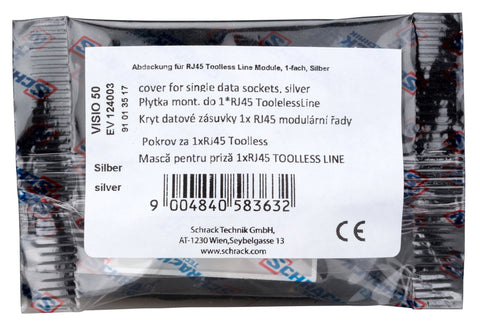 Abdeckung für RJ45 Toolless Line Module, 1-fach, Silber
VISIO 50
EV 124003
91 0 13517
cover for single data sockets, silver
Płytka mont. do 1*RJ45 ToolelessLine
Kryt datové zásuvky 1x RJ45 modulární řady
Pokrov za 1xRJ45 Toolless
Mască pentru priză 1xRJ45 TOOLLESS LINE
Silber
silver
9 004840 583632
Schrack Technik GmbH,
AT-1230 Wien,Seybelgasse 13
www.schrack.com
CE
SCHRACK